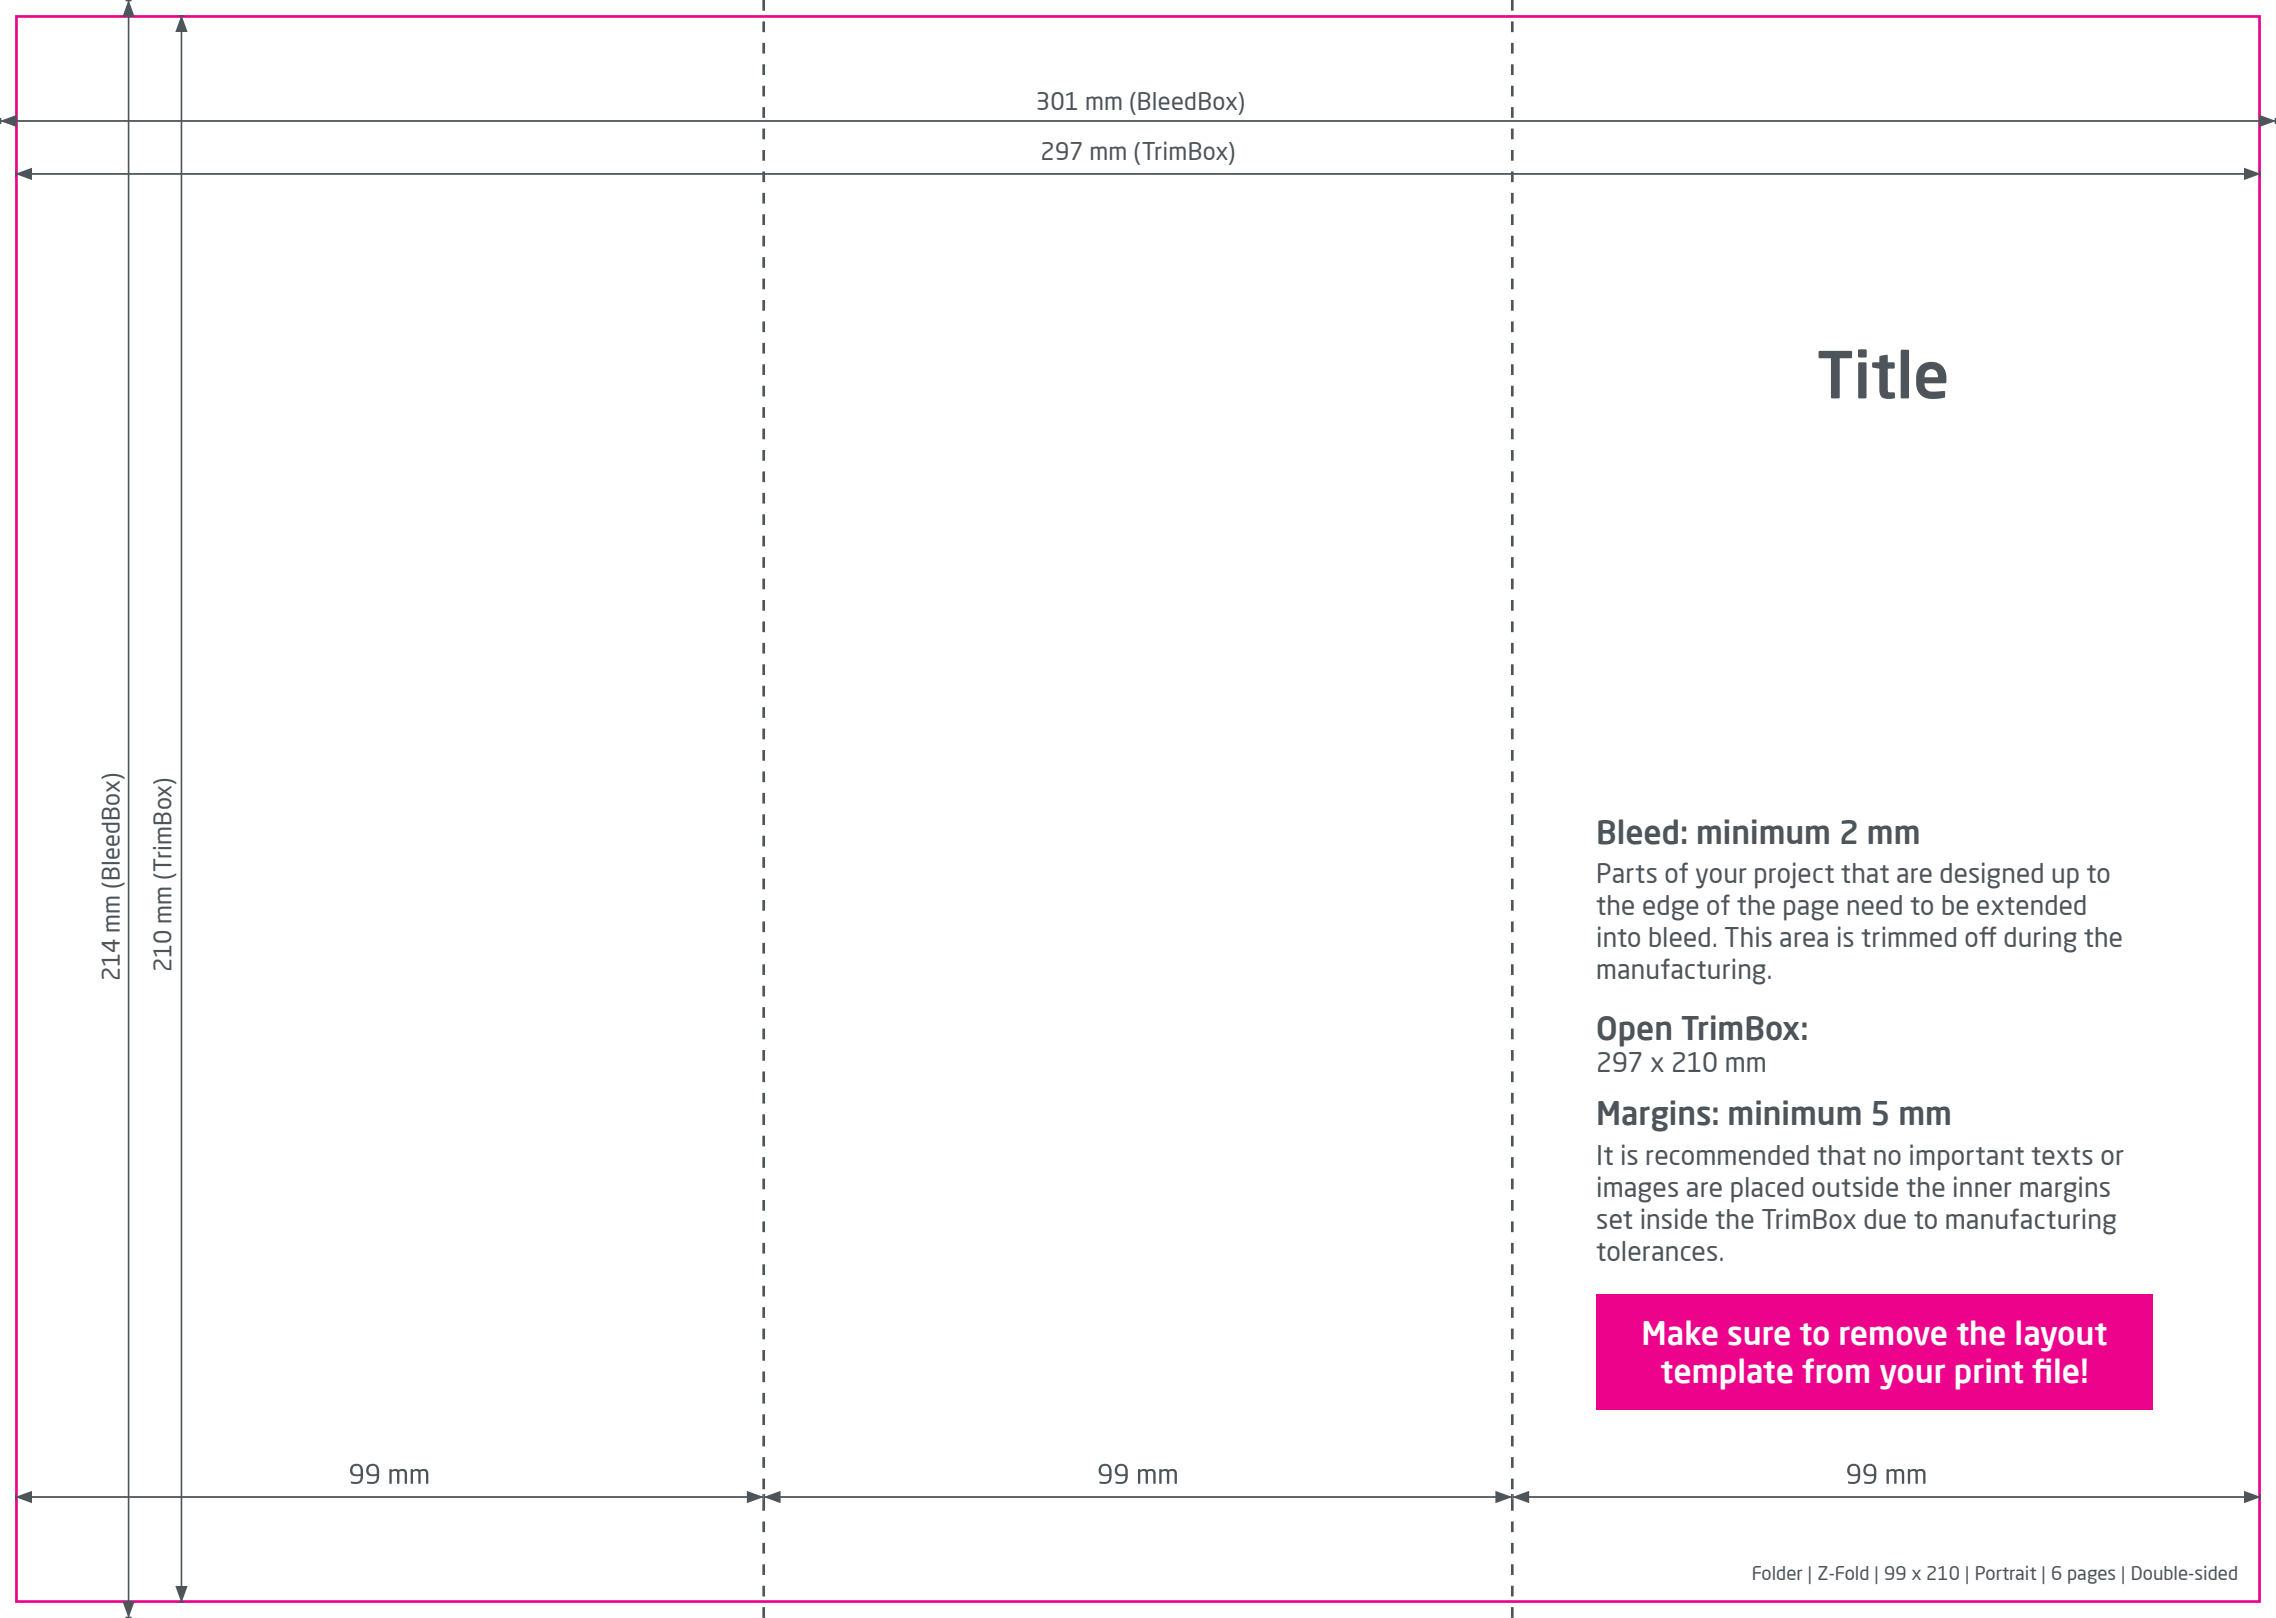 301 mm (BleedBox)
297 mm (TrimBox)
Title
214 mm (BleedBox)
210 mm (TrimBox)
Bleed: minimum 2 mm
Parts of your project that are designed up to
the edge of the page need to be extended
into bleed. This area is trimmed off during the
manufacturing.
Open TrimBox:
297 x 210 mm
Margins: minimum 5 mm
It is recommended that no important texts or
images are placed outside the inner margins
set inside the TrimBox due to manufacturing
tolerances.
Make sure to remove the layout
template from your print file!
99 mm
99 mm
99 mm
Folder | Z-Fold | 99 x 210 | Portrait | 6 pages | Double-sided